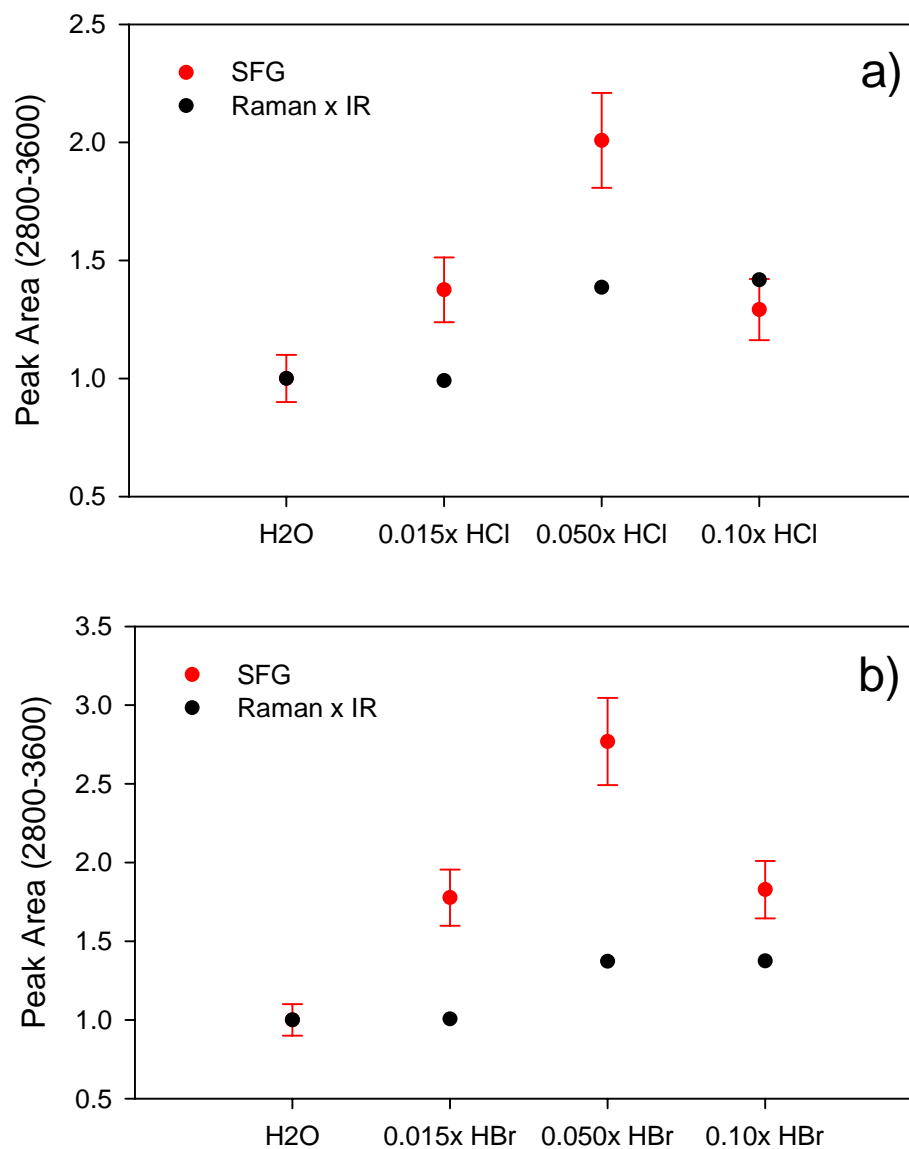 a)
SFG
Raman x IR
Peak Area (2800-3600)
2.5
2.0
1.5
1.0
0.5
H2O 0.015x HCl 0.050x HCl 0.10x HCl
b)
SFG
Raman x IR
Peak Area (2800-3600)
3.5
3.0
2.5
2.0
1.5
1.0
0.5
H2O 0.015x HBr 0.050x HBr 0.10x HBr